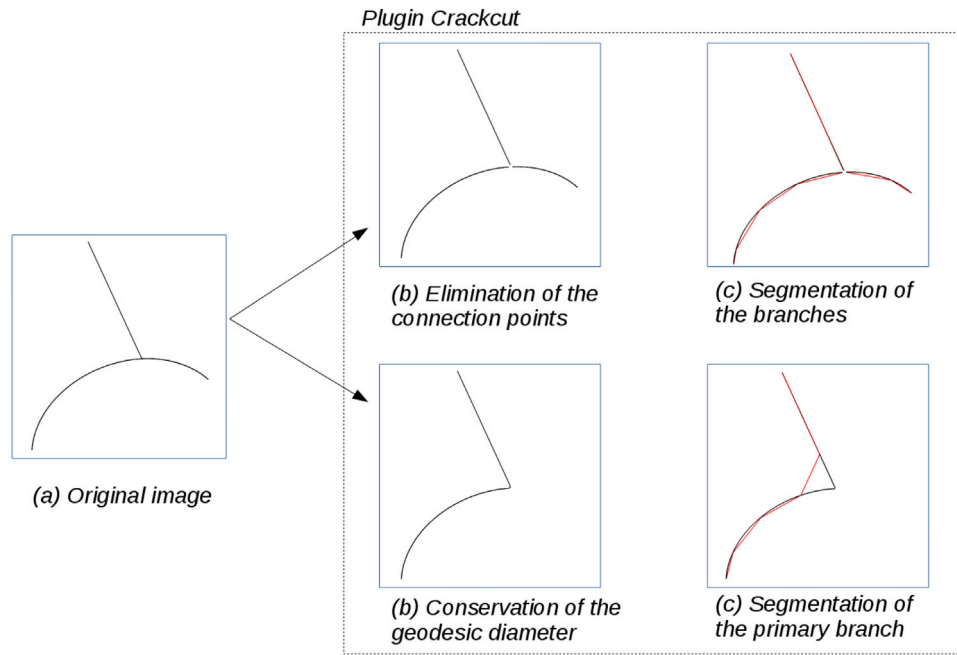 Plugin Crackcut
(a) Original image
(b) Elimination of the
connection points
(c) Segmentation of
the branches
(b) Conservation of the
geodesic diameter
(c) Segmentation of
the primary branch